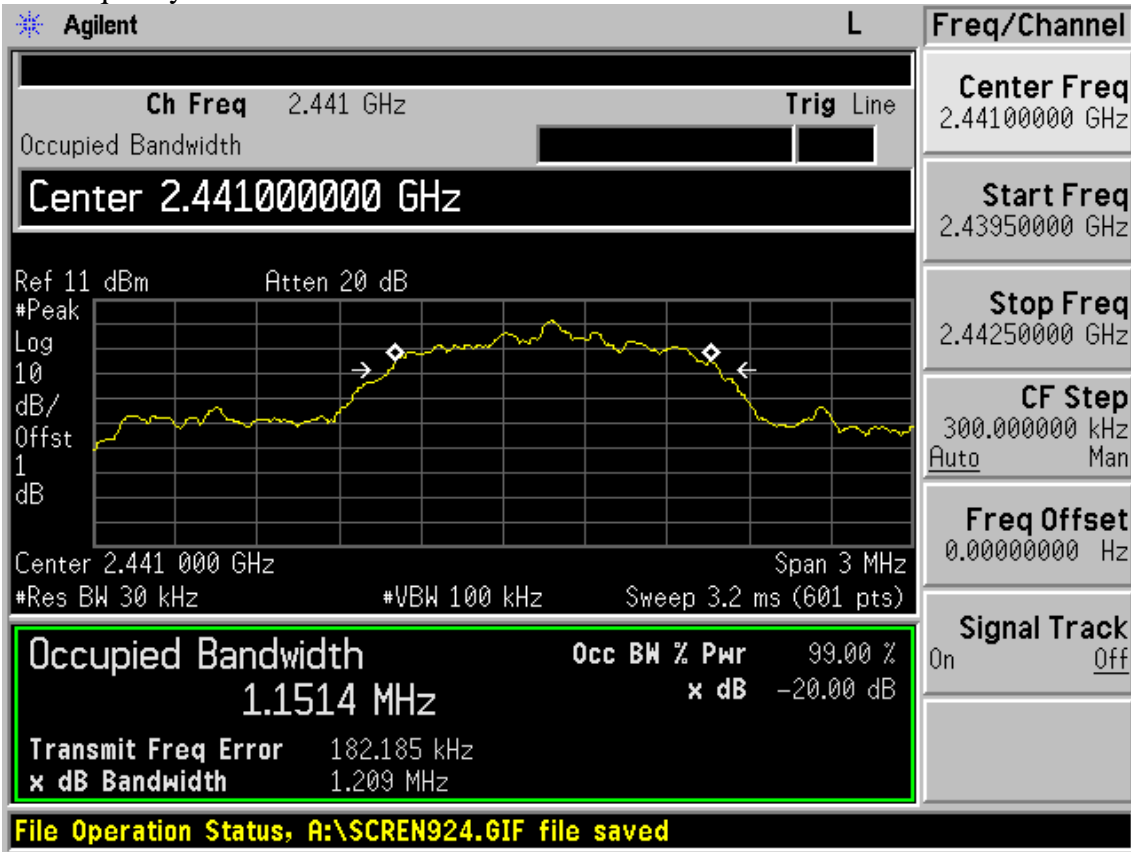 Agilent L Freq/Channel
Ch Freq 2.441 GHz Trig Line
Occupied Bandwidth
Center 2.441000000 GHz
Ref 11 dBm Atten 20 dB
#Peak
Log
10
dB/
Offst
1
dB
Center 2.441 000 GHz Span 3 MHz
#Res BW 30 kHz #VBW 100 kHz Sweep 3.2 ms (601 pts)
Occupied Bandwidth Occ BW % Pwr 99.00 %
1.1514 MHz x dB -20.00 dB
Transmit Freq Error 182.185 kHz
x dB Bandwidth 1.209 MHz
File Operation Status, A:\SCREN924.GIF file saved
Center Freq
2.44100000 GHz
Start Freq
2.43950000 GHz
Stop Freq
2.44250000 GHz
CF Step
300.000000 kHz
Auto Man
Freq Offset
0.00000000 Hz
Signal Track
On Off